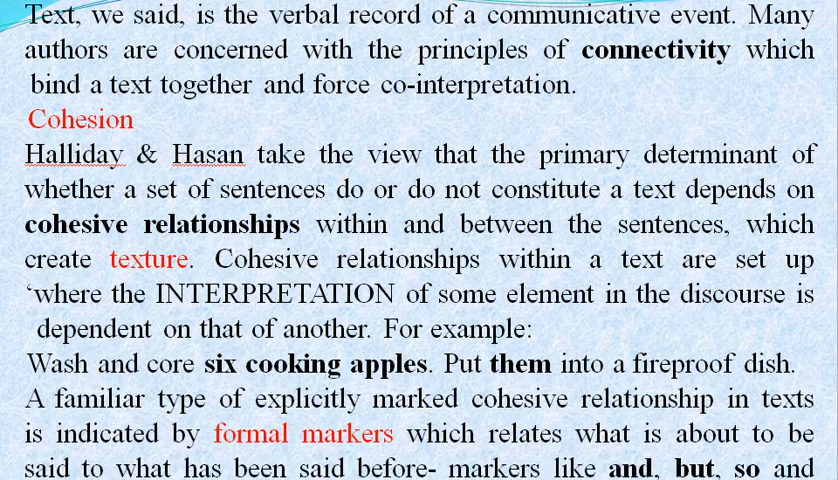 Text, we said, is the verbal record of a communicative event. Many
authors are concerned with the principles of connectivity which
bind a text together and force co-interpretation.
Cohesion
Halliday & Hasan take the view that the primary determinant of
whether a set of sentences do or do not constitute a text depends on
cohesive relationships within and between the sentences, which
create texture. Cohesive relationships within a text are set up
‘where the INTERPRETATION of some element in the discourse is
dependent on that of another. For example:
Wash and core six cooking apples. Put them into a fireproof dish.
A familiar type of explicitly marked cohesive relationship in texts
is indicated by formal markers which relates what is about to be
said to what has been said before- markers like and, but, so and